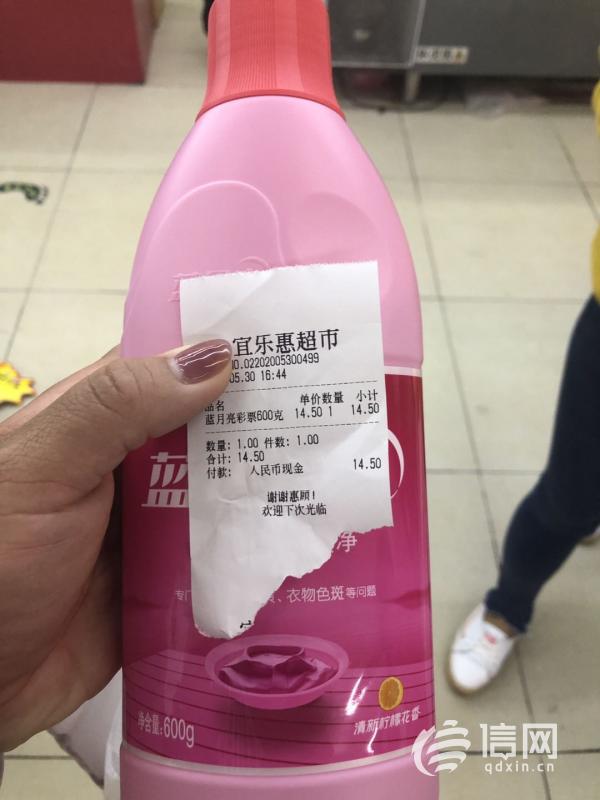 宜乐惠超市
NO.02202005300499
05.30 16:44
品名 单价数量 小计
蓝月亮彩票600克 14.50 1 14.50
数量: 1.00 件数: 1.00
合计: 14.50
付款: 人民币现金 14.50
谢谢惠顾!
欢迎下次光临
蓝
净
专
、衣物色斑等问题
净含量:600g
清新柠檬花香
信网
qdxin.cn